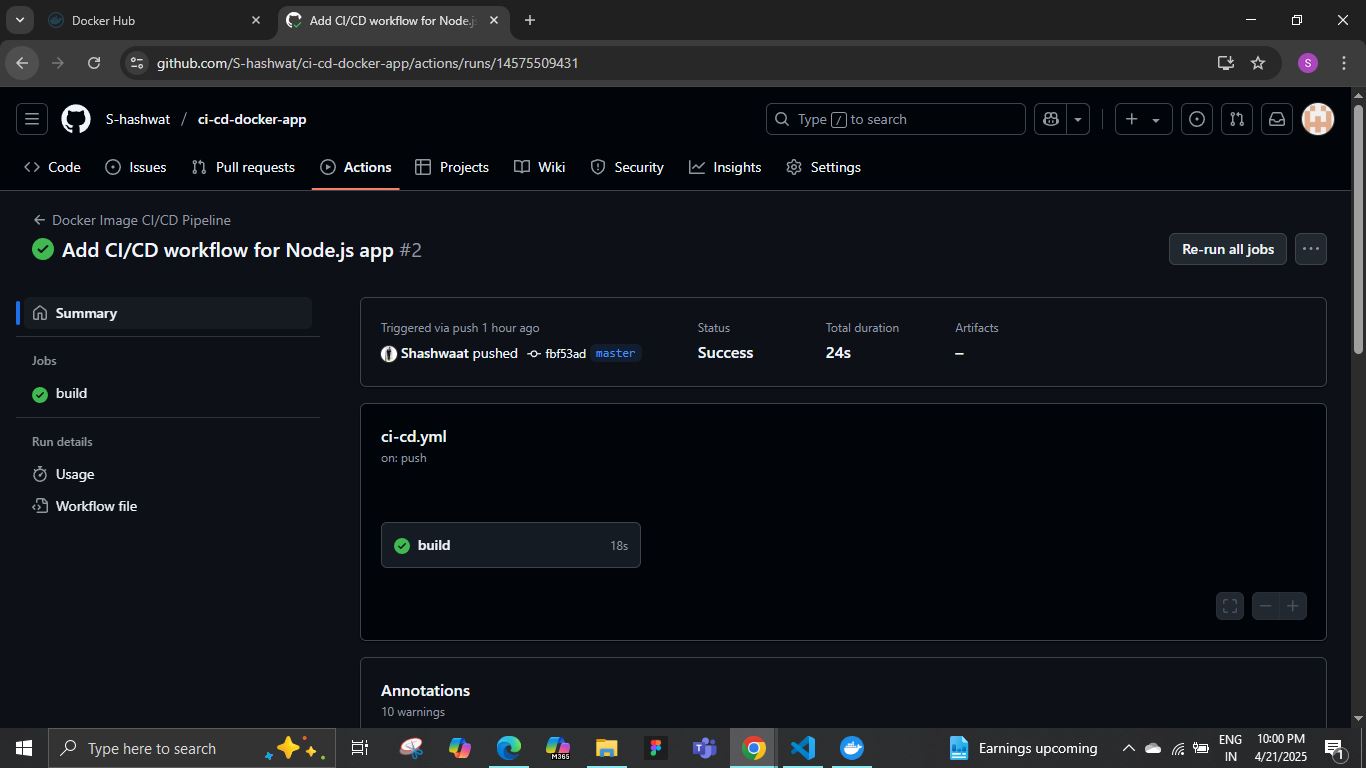 Docker Hub
Add CI/CD workflow for Node.js
github.com/S-hashwat/ci-cd-docker-app/actions/runs/14575509431
S
S-hashwat / ci-cd-docker-app
Type / to search
Code
Issues
Pull requests
Actions
Projects
Wiki
Security
Insights
Settings
← Docker Image CI/CD Pipeline
Add CI/CD workflow for Node.js app #2
Re-run all jobs
Summary
Jobs
build
Run details
Usage
Workflow file
Triggered via push 1 hour ago
Shashwaat pushed fbf53ad master
Status
Success
Total duration
24s
Artifacts
–
ci-cd.yml
on: push
build 18s
Annotations
10 warnings
Type here to search
M365
Earnings upcoming
ENG
IN
10:00 PM
4/21/2025
1